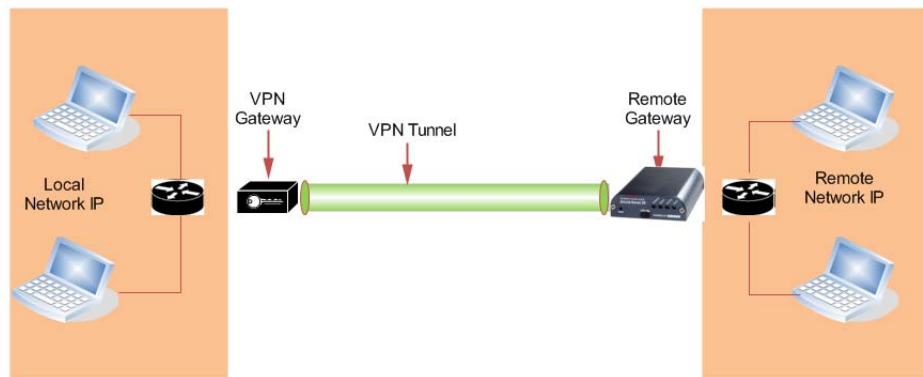 VPN
Gateway
VPN Tunnel
Remote
Gateway
Local
Network IP
Remote
Network IP